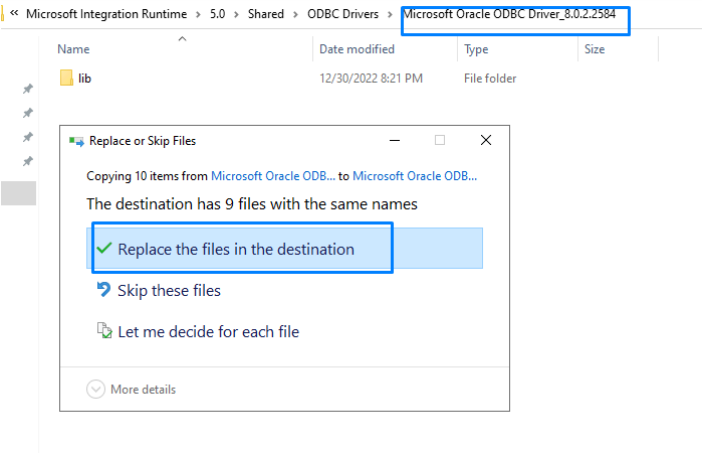 « Microsoft Integration Runtime › 5.0 › Shared › ODBC Drivers › Microsoft Oracle ODBC Driver_8.0.2.2584
Name Date modified Type Size
lib 12/30/2022 8:21 PM File folder
Replace or Skip Files
Copying 10 items from Microsoft Oracle ODB... to Microsoft Oracle ODB...
The destination has 9 files with the same names
Replace the files in the destination
Skip these files
Let me decide for each file
More details